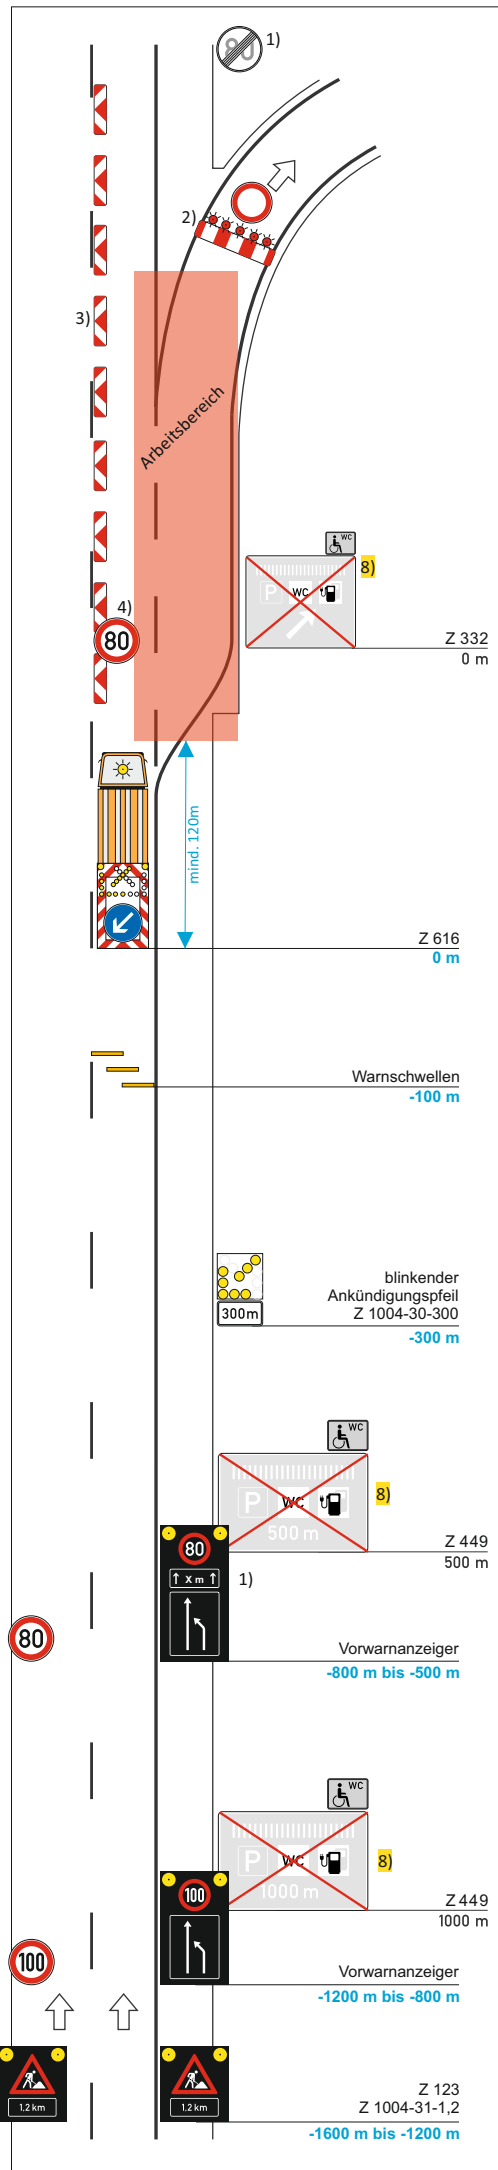 80
1)
2)
3)
Arbeitsbereich
WC
8)
P
WC
4)
80
Z 332
0 m
mind. 120m
Z 616
0 m
Warnschwellen
-100 m
blinkender
Ankündigungspfeil
300m
Z 1004-30-300
-300 m
WC
P
WC
8)
500 m
80
Z 449
500 m
X m
1)
80
Vorwarnanzeiger
-800 m bis -500 m
WC
P
WC
8)
1000 m
100
Z 449
1000 m
100
Vorwarnanzeiger
-1200 m bis -800 m
1.2 km
1.2 km
Z 123
Z 1004-31-1,2
-1600 m bis -1200 m